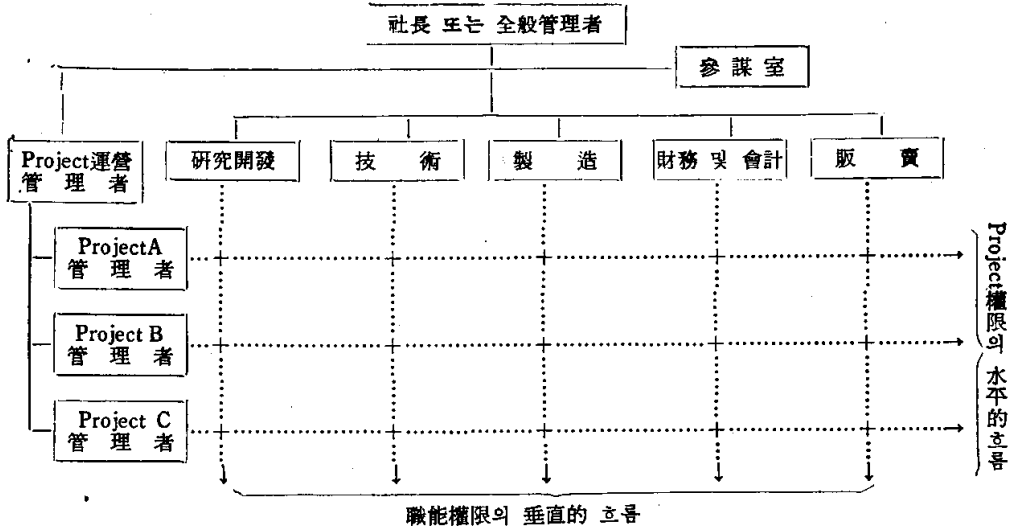 社長 또는 全般管理者
參謀室
Project運營
管理者
硏究開發
技術
製造
財務 및 會計
販賣
ProjectA
管理者
Project B
管理者
Project C
管理者
Project權限의 水平的흐름
職能權限의 垂直的 흐름